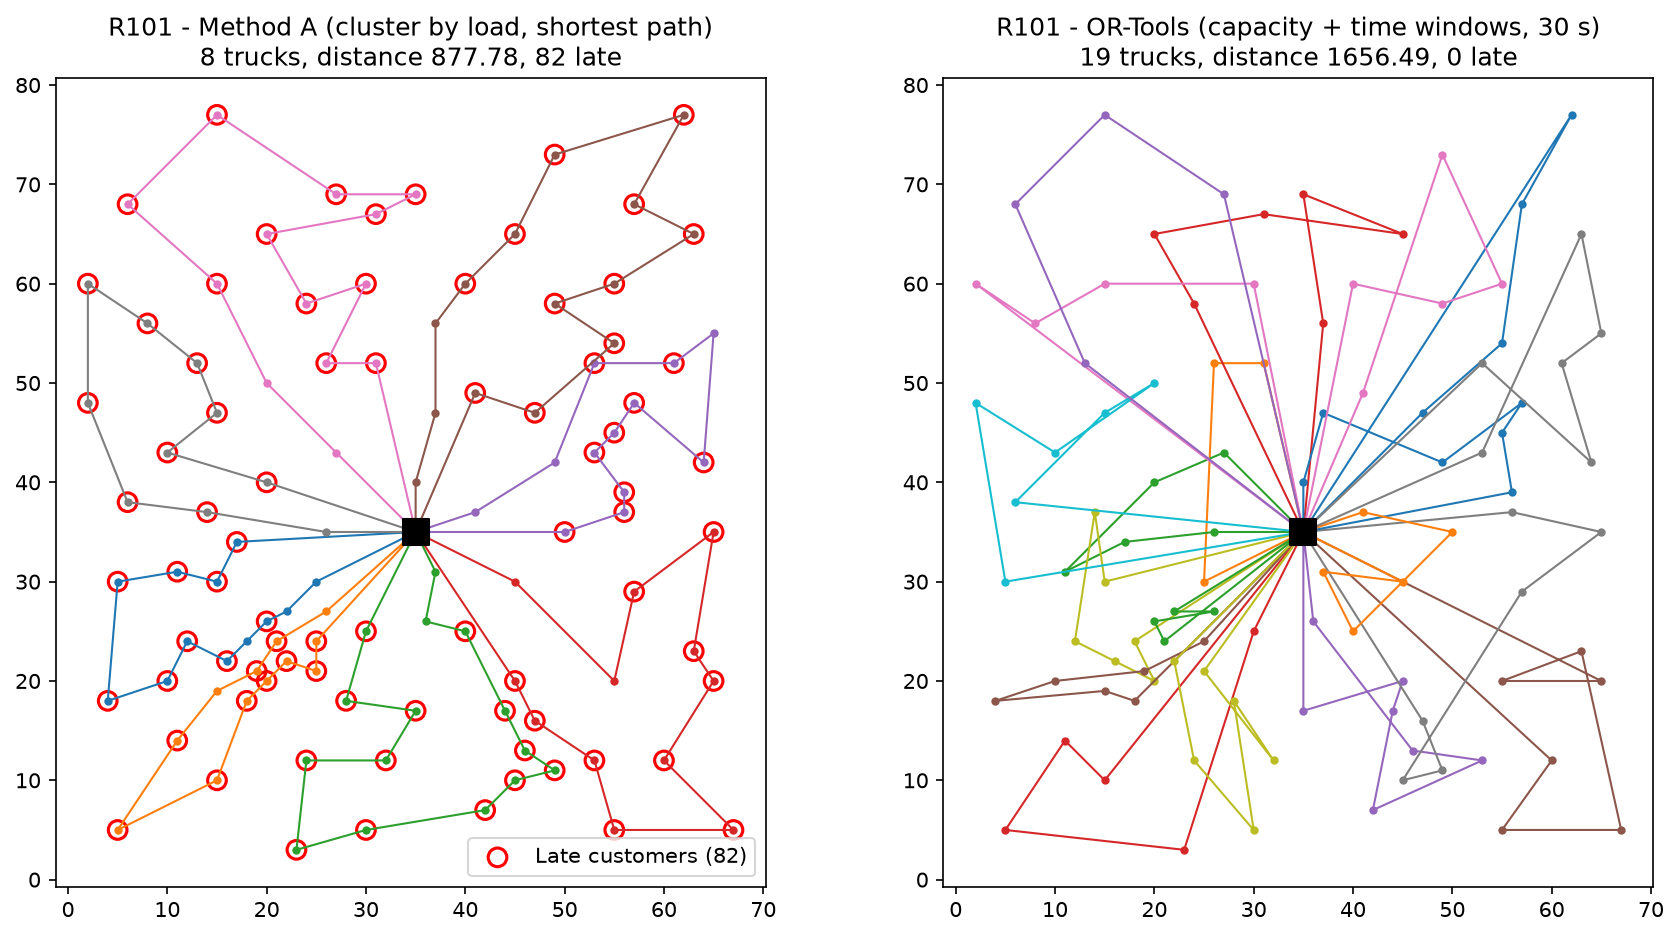 R101 - Method A (cluster by load, shortest path)
8 trucks, distance 877.78, 82 late
80
70
60
50
40
30
20
10
0
0 10 20 30 40 50 60 70
Late customers (82)
R101 - OR-Tools (capacity + time windows, 30 s)
19 trucks, distance 1656.49, 0 late
80
70
60
50
40
30
20
10
0
0 10 20 30 40 50 60 70